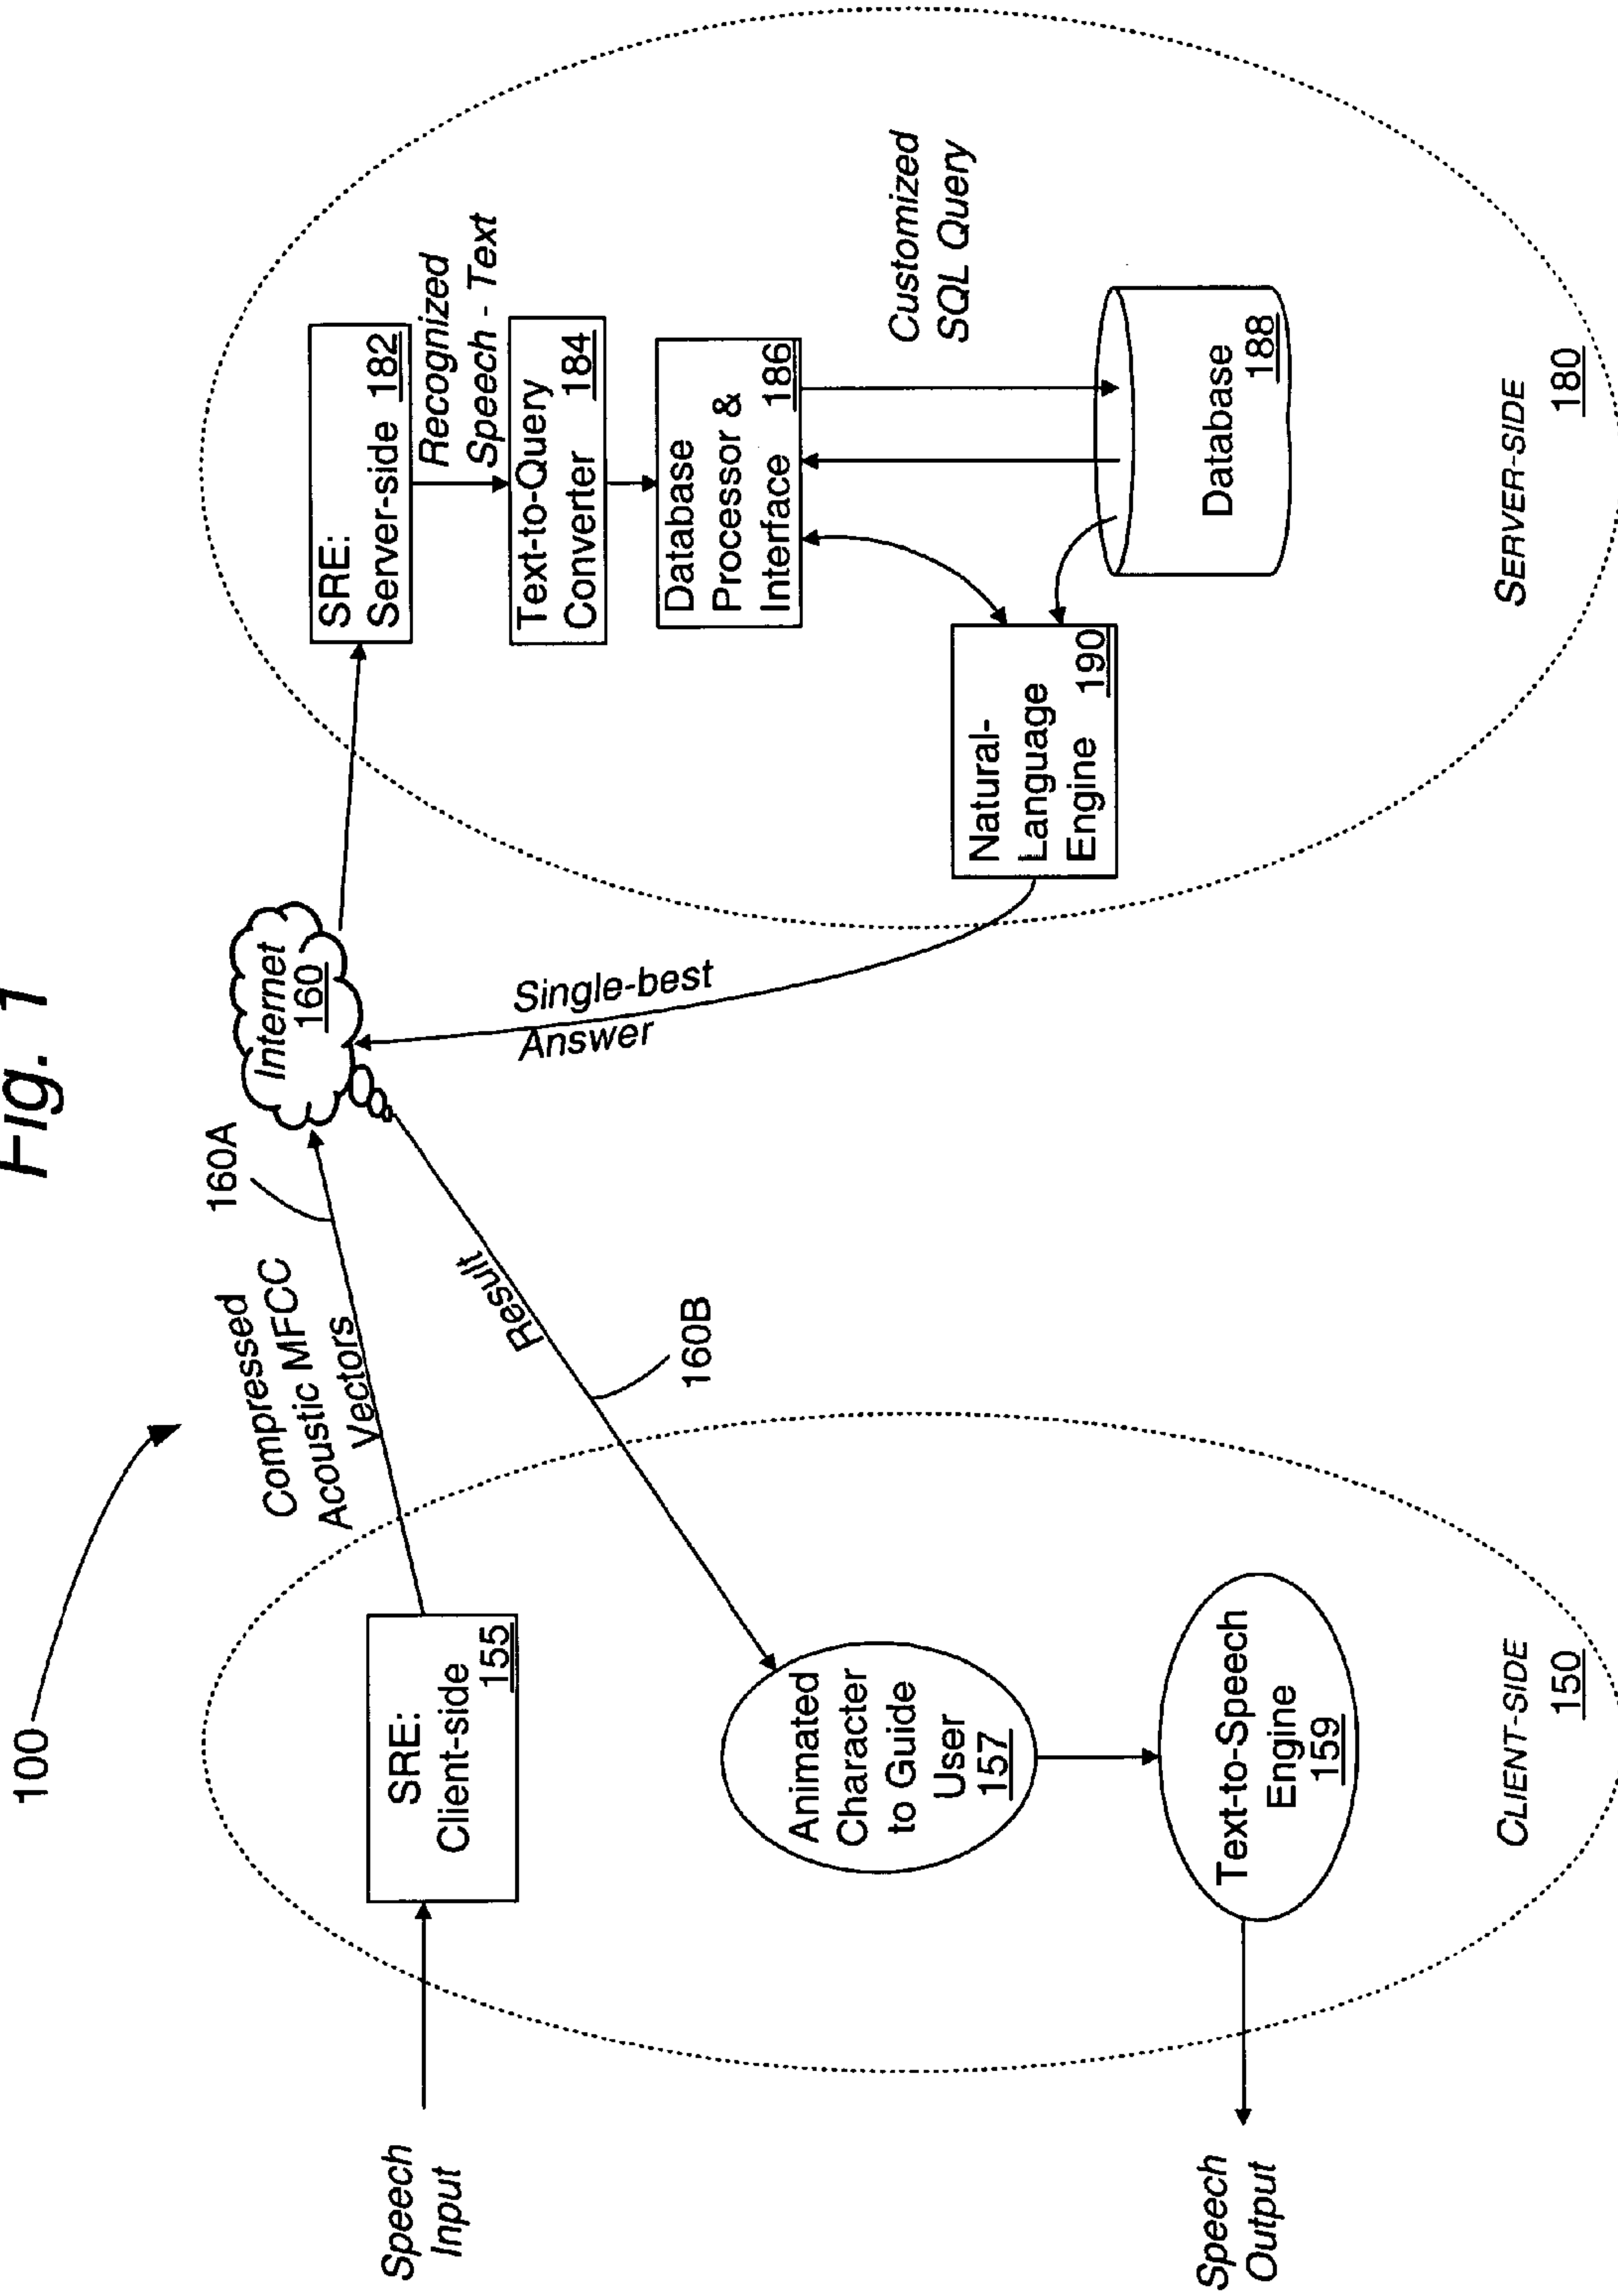 Fig. 1
100
Speech
Input
SRE:
Client-side
155
Compressed
Acoustic MFCC
Vectors
160A
Internet
160
Result
160B
Single-best
Answer
Animated
Character
to Guide
User
157
Text-to-Speech
Engine
159
Speech
Output
CLIENT-SIDE
150
SRE:
Server-side 182
Recognized
Speech - Text
Text-to-Query
Converter 184
Database
Processor &
Interface 186
Customized
SQL Query
Natural-
Language
Engine 190
Database
188
SERVER-SIDE
180